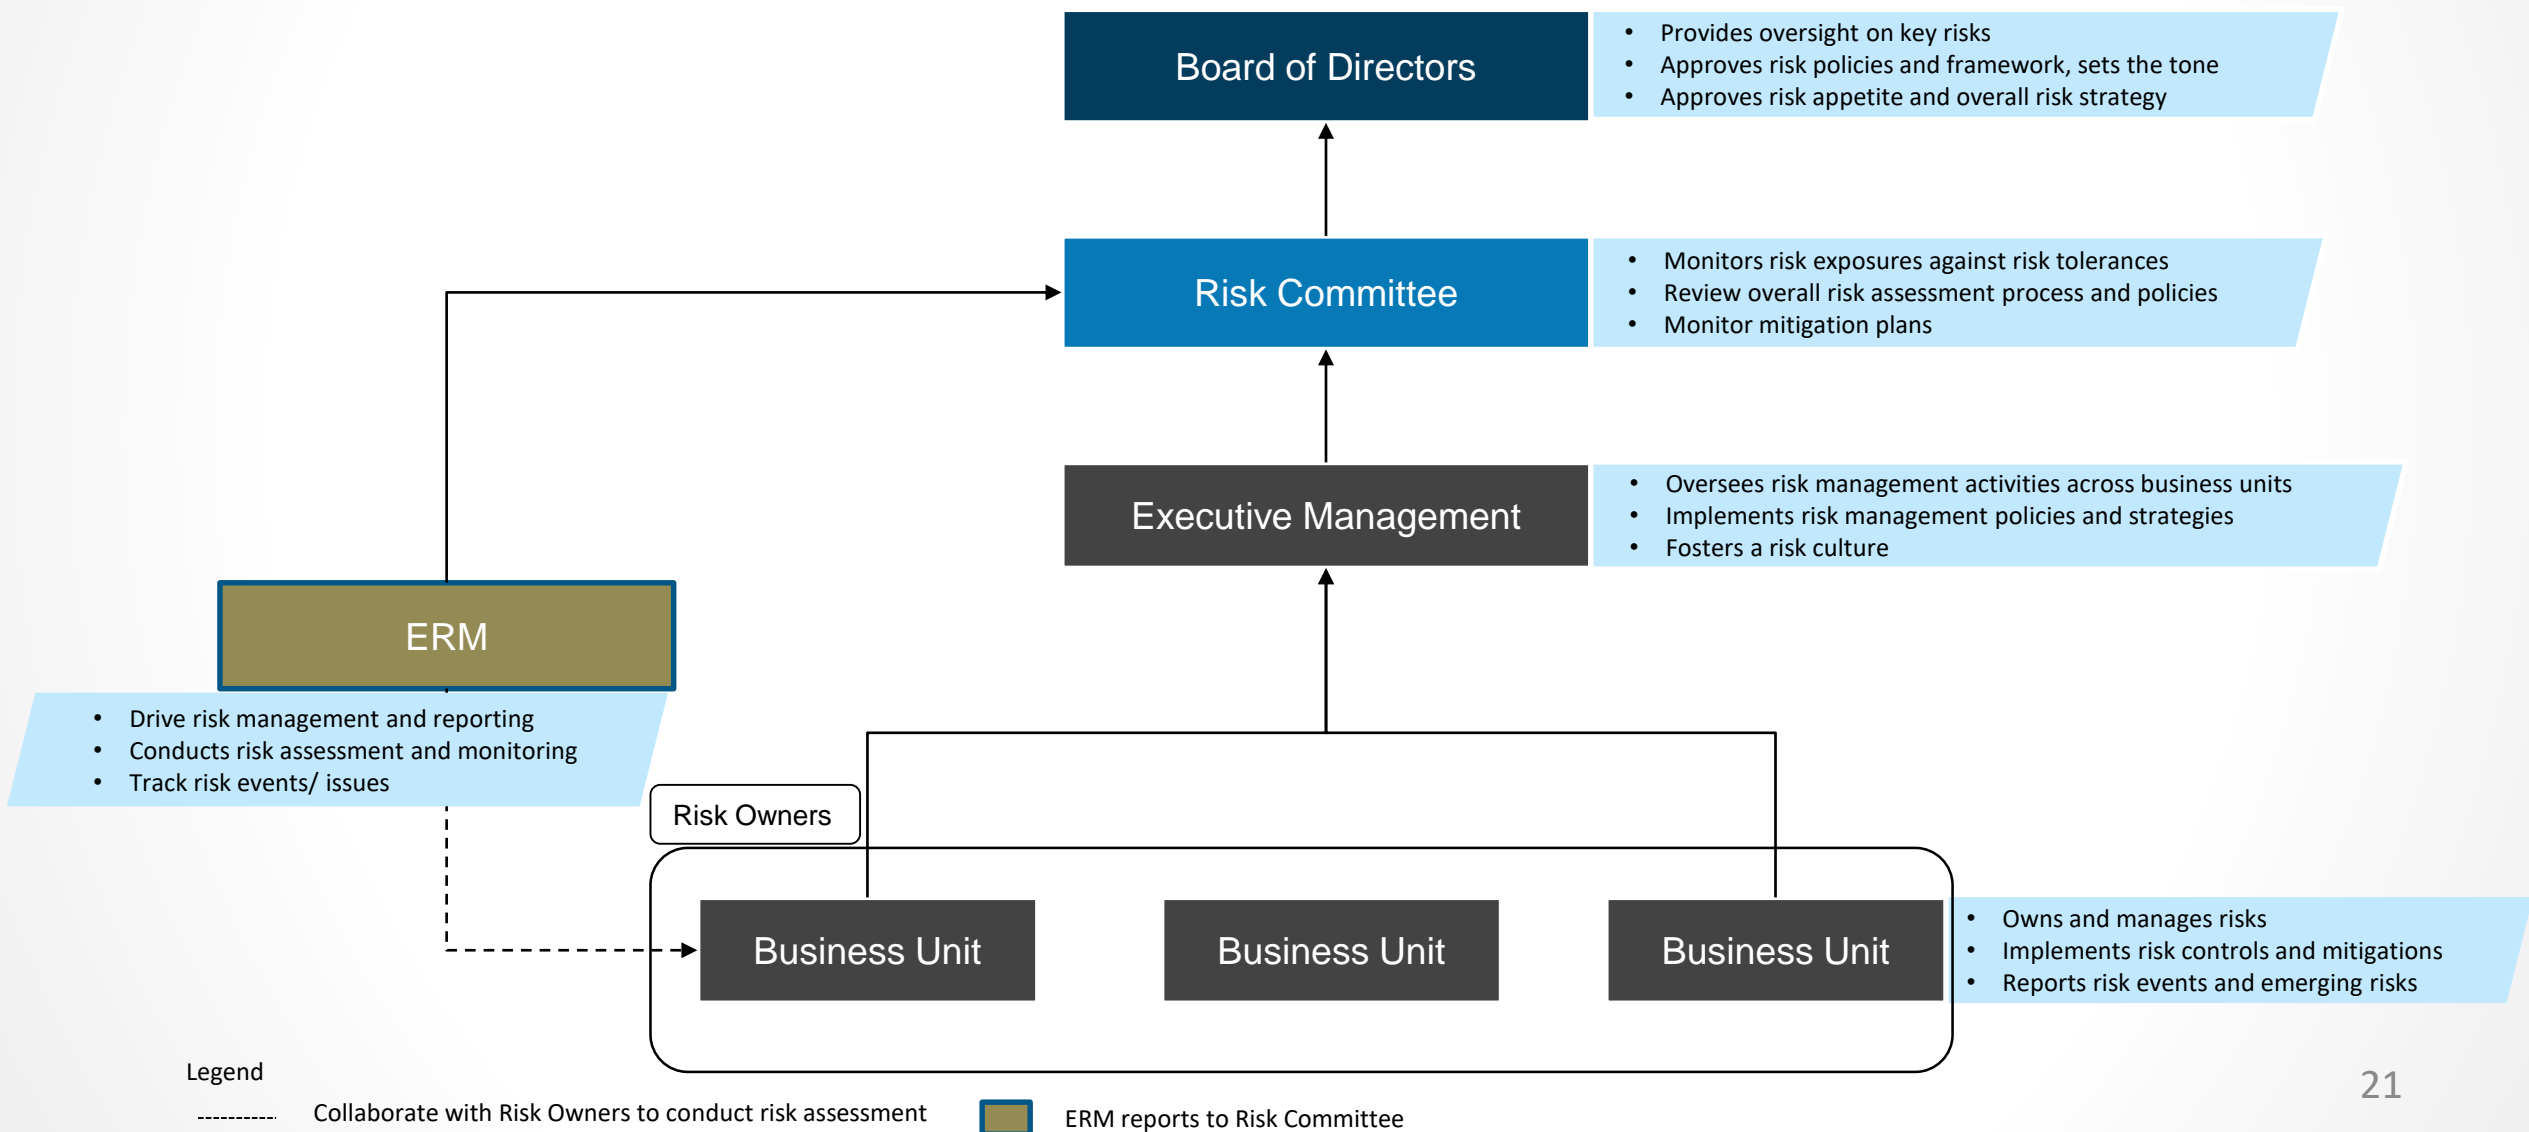 Board of Directors
• Provides oversight on key risks
• Approves risk policies and framework, sets the tone
• Approves risk appetite and overall risk strategy
Risk Committee
• Monitors risk exposures against risk tolerances
• Review overall risk assessment process and policies
• Monitor mitigation plans
Executive Management
• Oversees risk management activities across business units
• Implements risk management policies and strategies
• Fosters a risk culture
ERM
• Drive risk management and reporting
• Conducts risk assessment and monitoring
• Track risk events/ issues
Risk Owners
Business Unit
Business Unit
Business Unit
• Owns and manages risks
• Implements risk controls and mitigations
• Reports risk events and emerging risks
Legend
Collaborate with Risk Owners to conduct risk assessment
ERM reports to Risk Committee
21